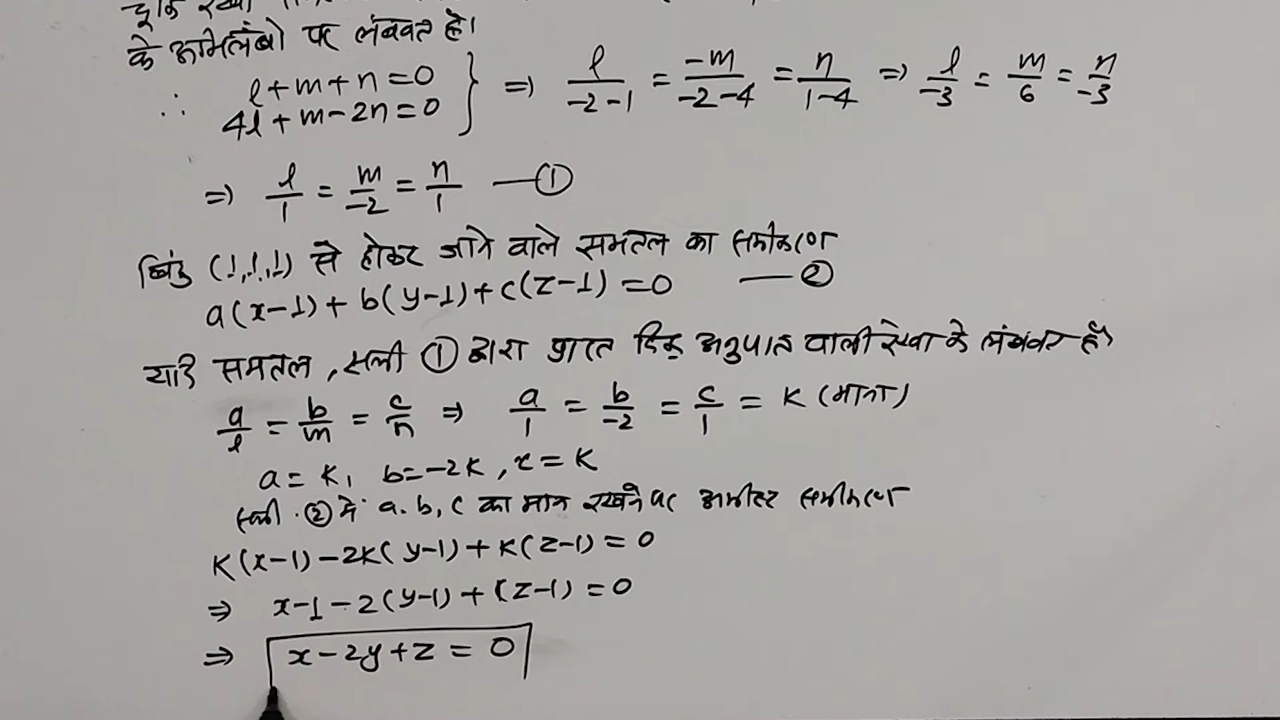 के अभिलंबो पर लंबवत है।
∴ l+m+n=0
4l+m-2n=0 } ⇒ l/-2-1 = -m/-2-4 = n/1-4 ⇒ l/-3 = m/6 = n/-3
⇒ l/1 = m/-2 = n/1 —①
बिंदु (1,1,1) से होकर जाने वाले समतल का समीकरण
a(x-1)+b(y-1)+c(z-1)=0 —②
यदि समतल, समी ① द्वारा प्राप्त दिक् अनुपात वाली रेखा के लंबवत है
a/l = b/m = c/n ⇒ a/1 = b/-2 = c/1 = K (माना)
a=K, b=-2K, x=K
समी. ② में a.b,c का मान रखने पर अभीष्ट समीकरण
K(x-1)-2K(y-1)+K(z-1)=0
⇒ x-1-2(y-1)+(z-1)=0
⇒ x-2y+z=0